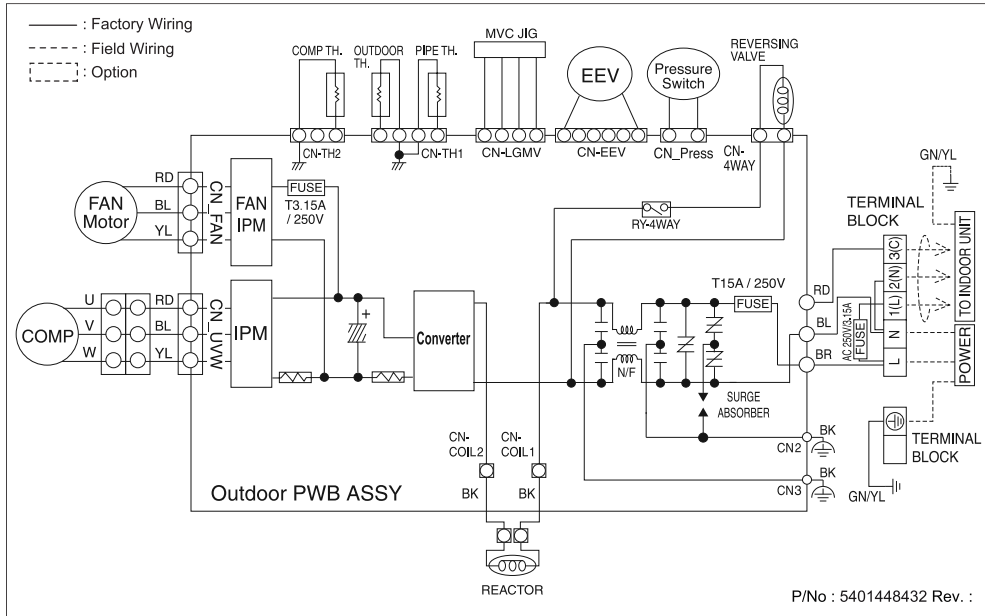 : Factory Wiring
: Field Wiring
: Option
COMP TH.
OUTDOOR
TH.
PIPE TH.
MVC JIG
EEV
Pressure
Switch
REVERSING
VALVE
CN-TH2
CN-TH1
CN-LGMV
CN-EEV
CN_Press
CN-
4WAY
GN/YL
FAN
Motor
RD
BL
YL
CN_FAN
FAN
IPM
FUSE
T3.15A
/ 250V
RY-4WAY
TERMINAL
BLOCK
3(C)
2(N)
1(L)
N
L
TO INDOOR UNIT
POWER
AC 250V/3.15A
FUSE
COMP
U
V
W
RD
BL
YL
CN_UVW
IPM
+
Converter
N/F
T15A / 250V
FUSE
RD
BL
BR
SURGE
ABSORBER
CN-
COIL2
CN-
COIL1
BK
BK
CN2
BK
CN3
BK
TERMINAL
BLOCK
GN/YL
Outdoor PWB ASSY
REACTOR
P/No : 5401448432 Rev. :